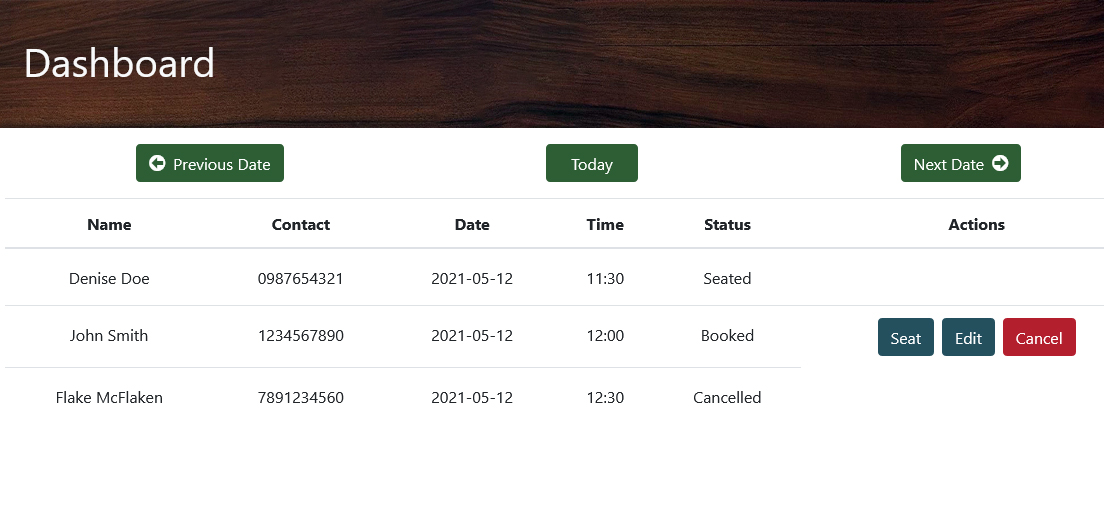 Dashboard
Previous Date Today Next Date
Name Contact Date Time Status Actions
Denise Doe 0987654321 2021-05-12 11:30 Seated
John Smith 1234567890 2021-05-12 12:00 Booked Seat Edit Cancel
Flake McFlaken 7891234560 2021-05-12 12:30 Cancelled